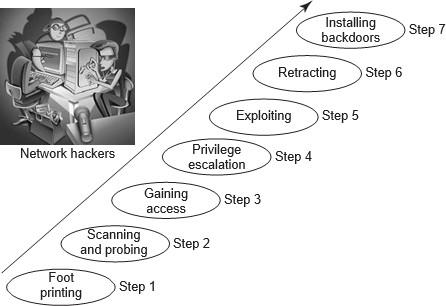 Installing
backdoors
Step 7
Retracting
Step 6
Exploiting
Step 5
Network hackers
Privilege
escalation
Step 4
Gaining
access
Step 3
Scanning
and probing
Step 2
Foot
printing
Step 1